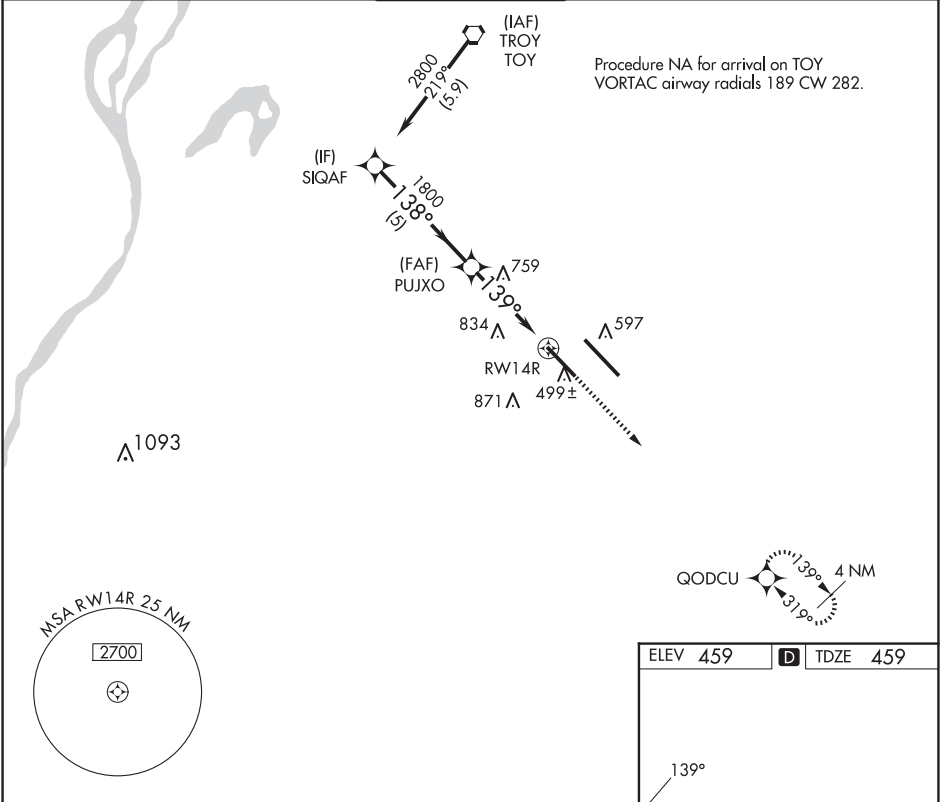 (IAF)
TROY
TOY
Procedure NA for arrival on TOY
VORTAC airway radials 189 CW 282.
2800
219°
(5.9)
(IF)
SIQAF
1800
138°
(5)
(FAF)
PUJXO
759
139°
834
597
RW14R
499±
871
1093
QODCU
139°
4 NM
319°
MSA RW14R 25 NM
2700
ELEV 459
D
TDZE 459
139°